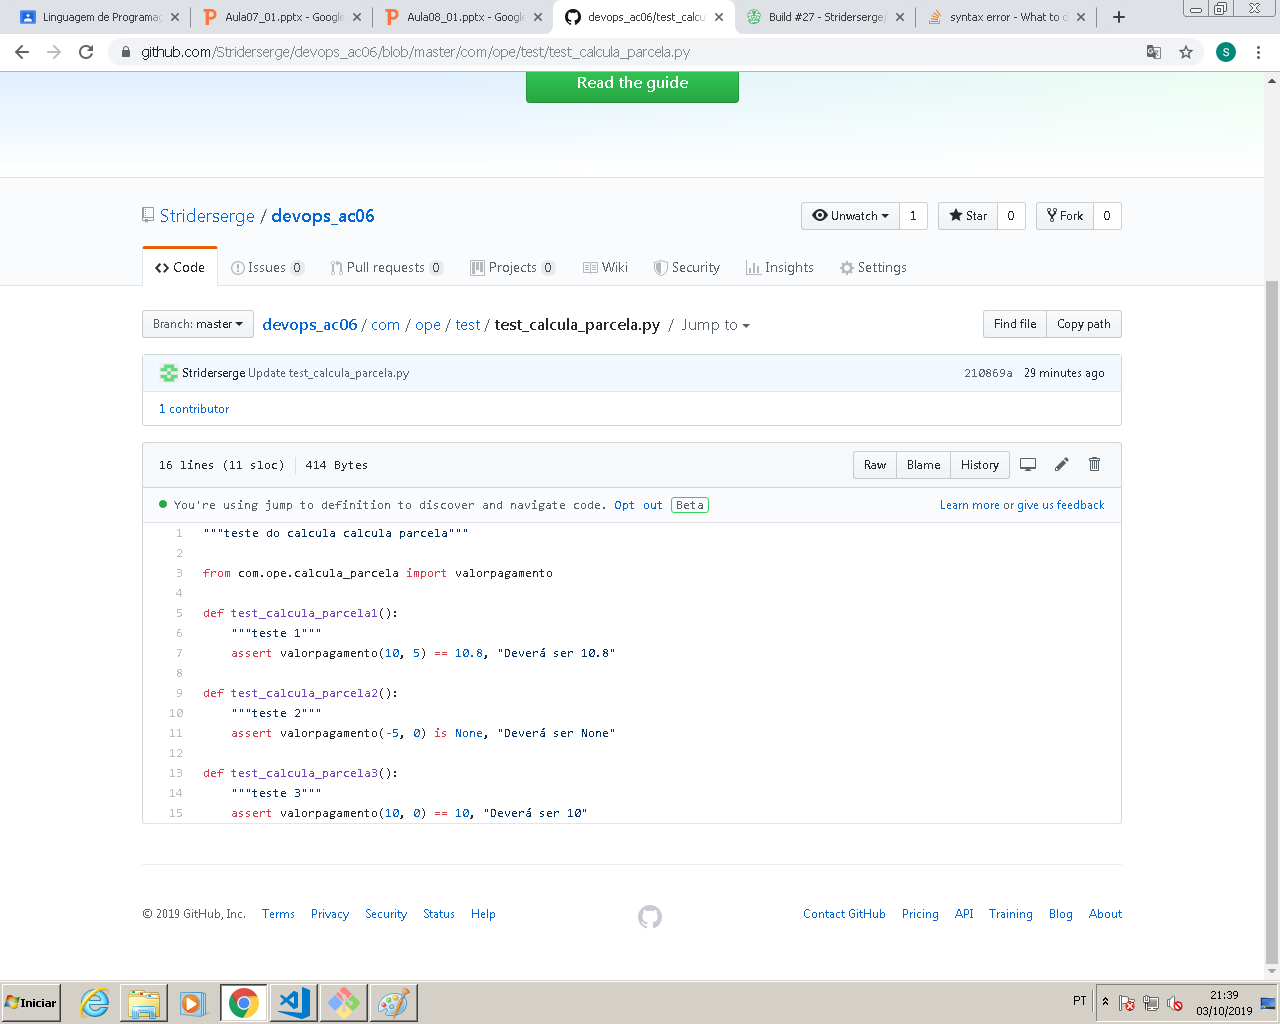 Linguagem de Programaç
Aula07_01.pptx - Google
Aula08_01.pptx - Google
devops_ac06/test_calcu
Build #27 - Striderserge/
syntax error - What to d
github.com/Striderserge/devops_ac06/blob/master/com/ope/test/test_calcula_parcela.py
S
Read the guide
Striderserge / devops_ac06
Unwatch 1
Star 0
Fork 0
Code
Issues 0
Pull requests 0
Projects 0
Wiki
Security
Insights
Settings
Branch: master
devops_ac06 / com / ope / test / test_calcula_parcela.py / Jump to
Find file
Copy path
Striderserge Update test_calcula_parcela.py
210869a 29 minutes ago
1 contributor
16 lines (11 sloc) 414 Bytes
Raw
Blame
History
You're using jump to definition to discover and navigate code. Opt out Beta
Learn more or give us feedback
1 """teste do calcula calcula parcela"""
2
3 from com.ope.calcula_parcela import valorpagamento
4
5 def test_calcula_parcela1():
6     """teste 1"""
7     assert valorpagamento(10, 5) == 10.8, "Deverá ser 10.8"
8
9 def test_calcula_parcela2():
10     """teste 2"""
11     assert valorpagamento(-5, 0) is None, "Deverá ser None"
12
13 def test_calcula_parcela3():
14     """teste 3"""
15     assert valorpagamento(10, 0) == 10, "Deverá ser 10"
© 2019 GitHub, Inc. Terms Privacy Security Status Help
Contact GitHub Pricing API Training Blog About
Iniciar
PT
21:39
03/10/2019